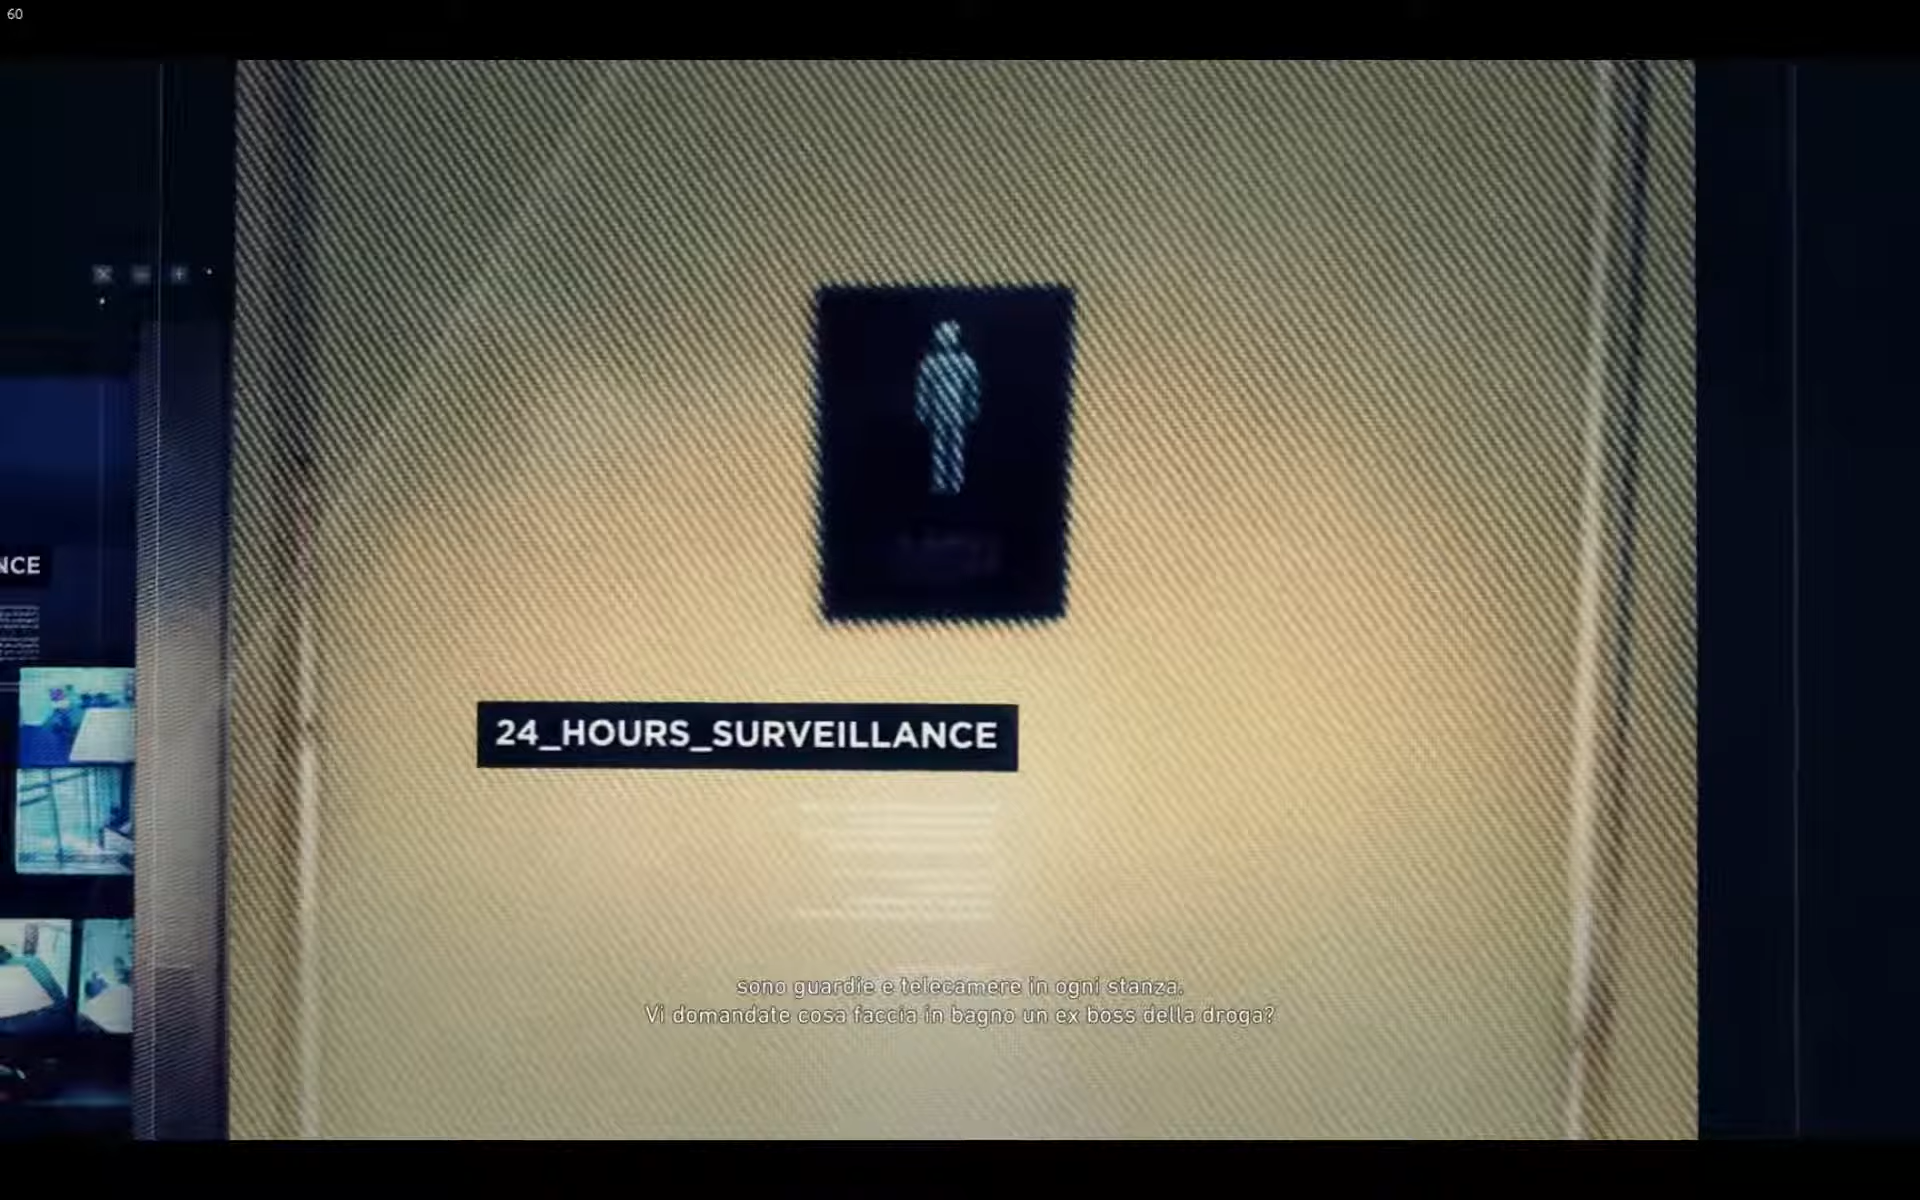 60
NCE
24_HOURS_SURVEILLANCE
sono guardie e telecamere in ogni stanza.
Vi domandate cosa faccia in bagno un ex boss della droga?